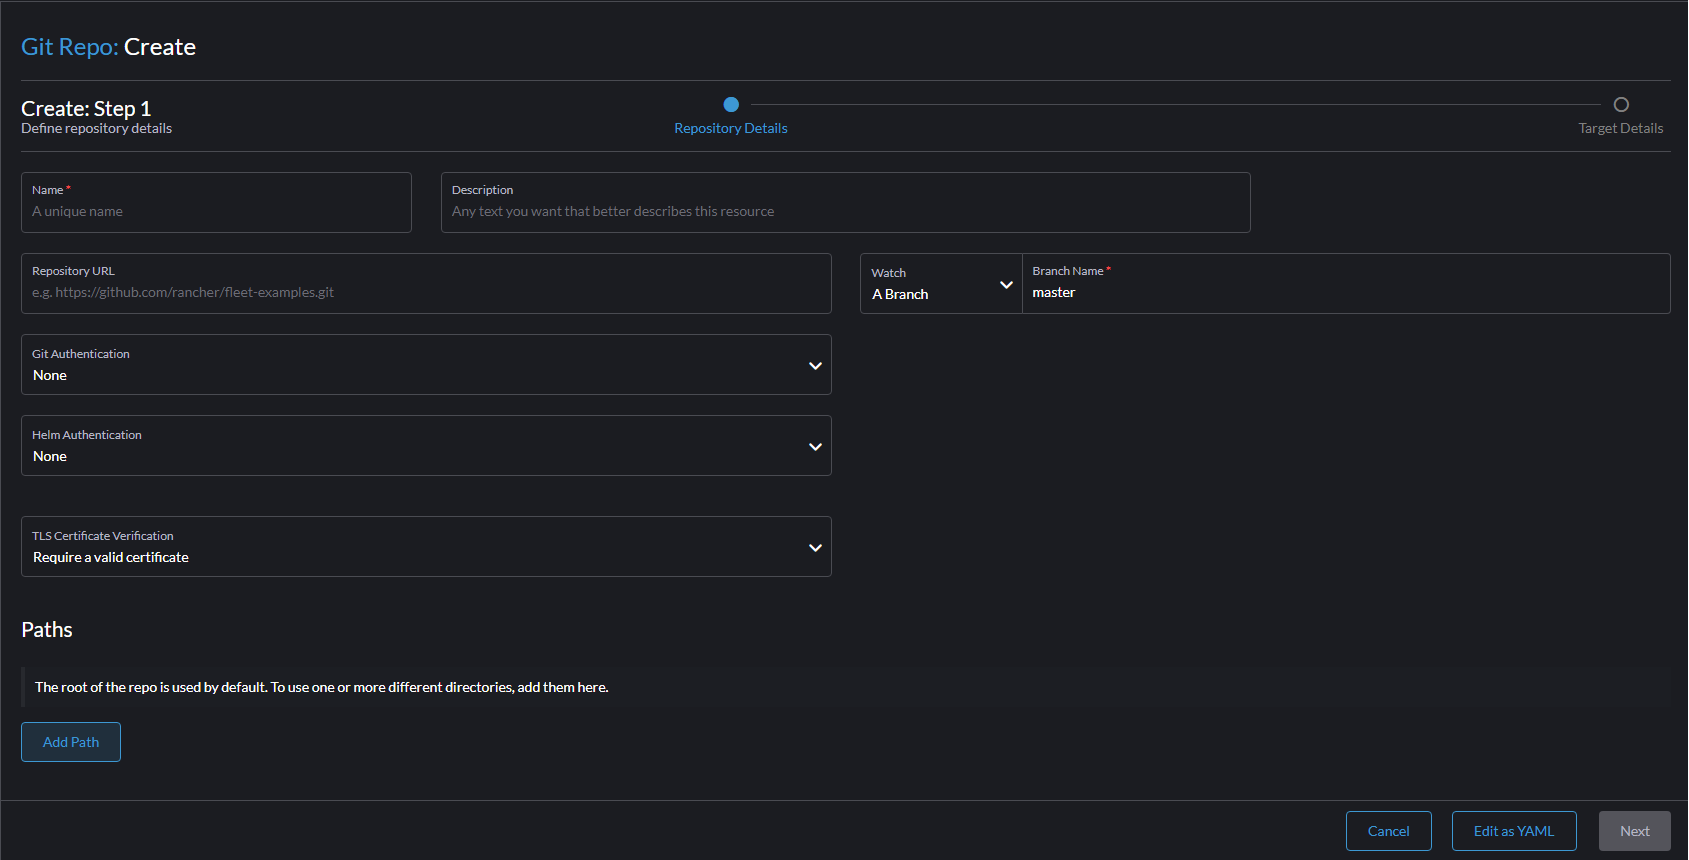 Git Repo: Create
Create: Step 1
Define repository details
Repository Details
Target Details
Name *
A unique name
Description
Any text you want that better describes this resource
Repository URL
e.g. https://github.com/rancher/fleet-examples.git
Watch
A Branch
Branch Name *
master
Git Authentication
None
Helm Authentication
None
TLS Certificate Verification
Require a valid certificate
Paths
The root of the repo is used by default. To use one or more different directories, add them here.
Add Path
Cancel
Edit as YAML
Next